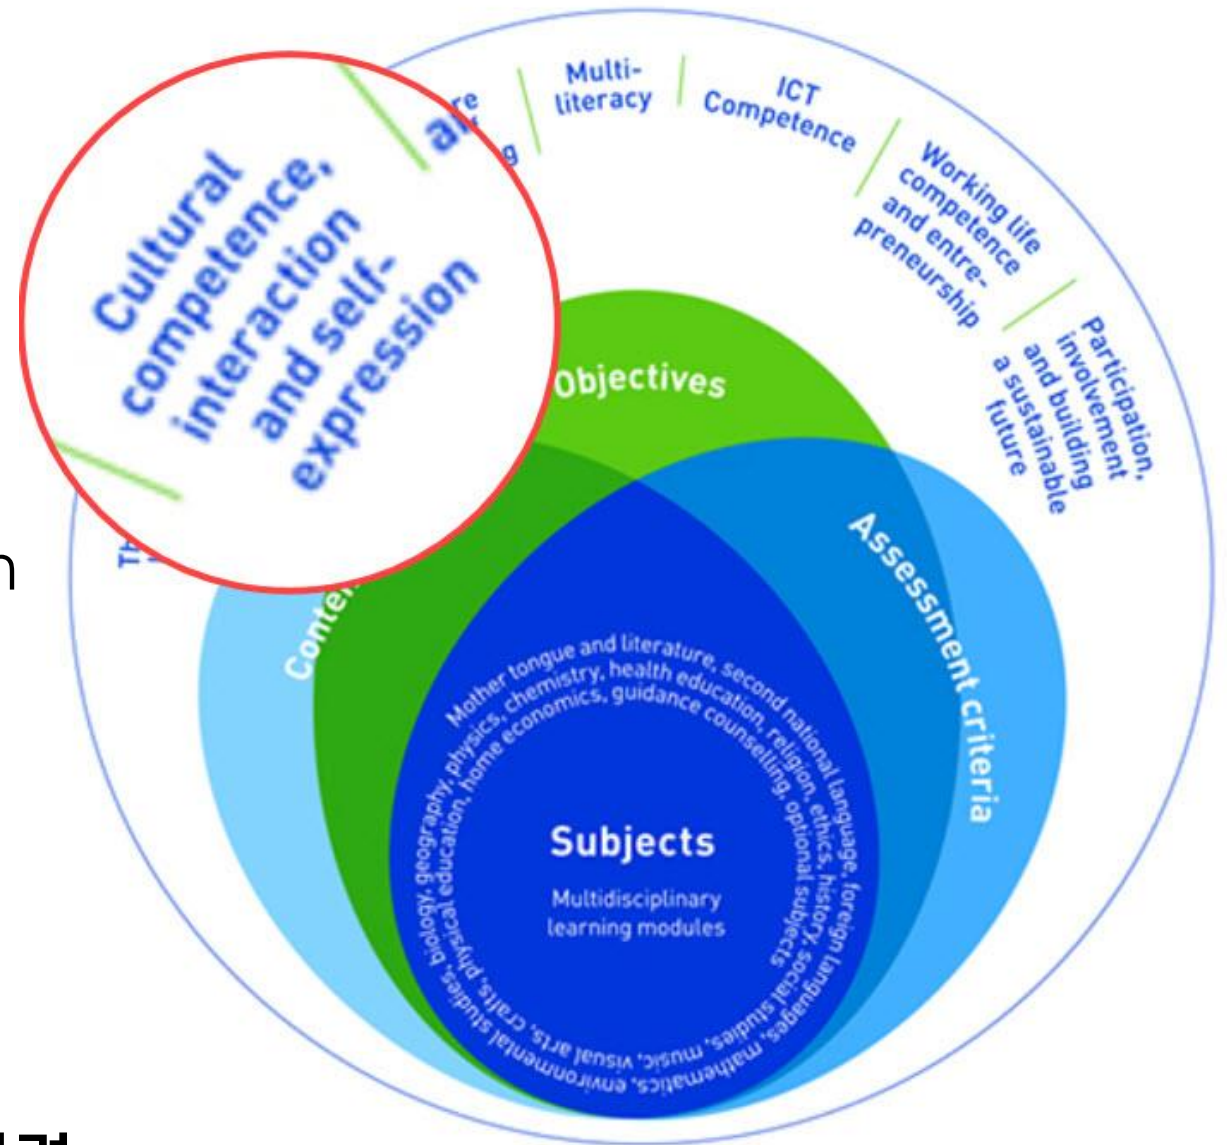 Cultural
competence,
interaction
and self-
expression
Multi-
literacy
ICT
Competence
Working life
competence
and entre-
preneurship
Participation,
involvement
and building
a sustainable
future
Objectives
Assessment criteria
Mother tongue and literature, second national language, foreign languages, mathematics, environmental studies, biology, geography, physics, chemistry, health education, religion, ethics, history, social studies, music, visual arts, crafts, physical education, home economics, guidance counselling, optional subjects
Subjects
Multidisciplinary
learning modules